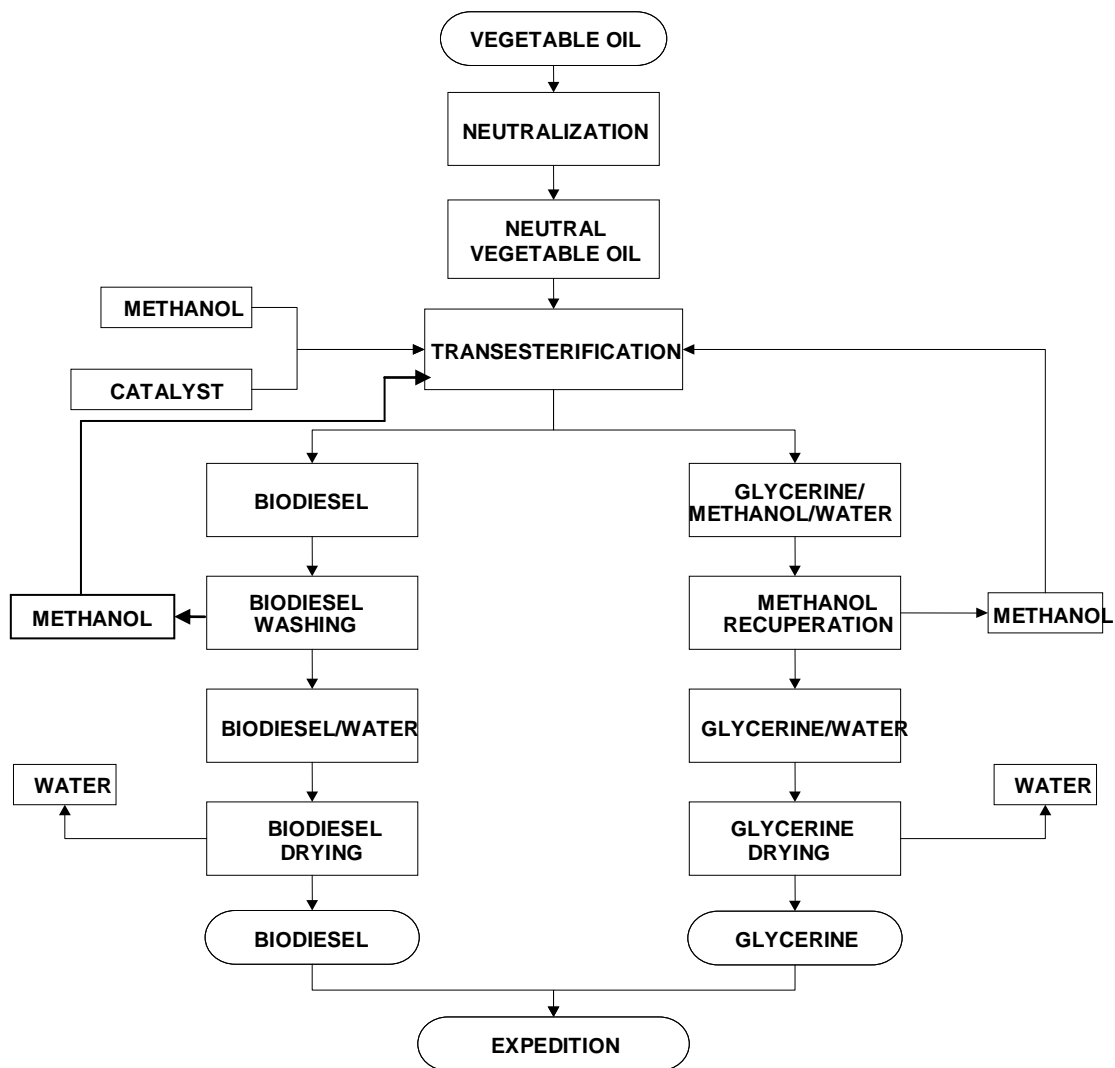 VEGETABLE OIL
NEUTRALIZATION
NEUTRAL
VEGETABLE OIL
METHANOL
TRANSESTERIFICATION
CATALYST
BIODIESEL
GLYCERINE/
METHANOL/WATER
METHANOL
BIODIESEL
WASHING
METHANOL
RECUPERATION
METHANOL
BIODIESEL/WATER
GLYCERINE/WATER
WATER
WATER
BIODIESEL
DRYING
GLYCERINE
DRYING
BIODIESEL
GLYCERINE
EXPEDITION